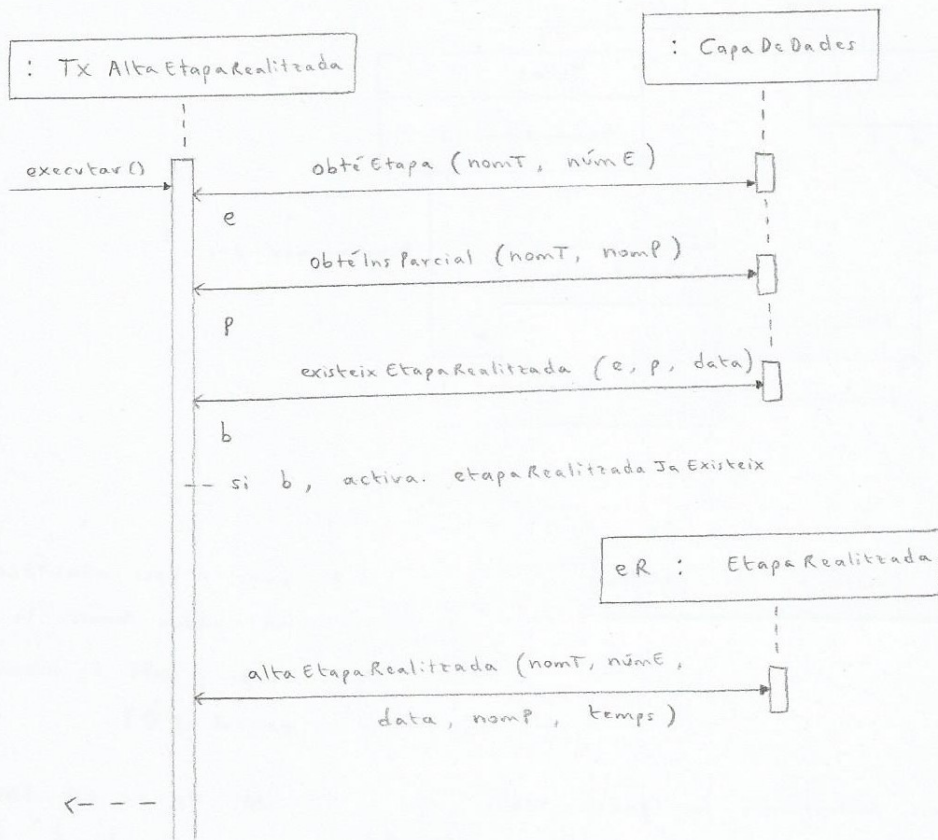 : Tx AltaEtapaRealitzada
: CapaDeDades
executar()
obtéEtapa (nomT, númE)
e
obtéInsParcial (nomT, nomP)
p
existeixEtapaRealitzada (e, p, data)
b
si b, activa. etapaRealitzadaJaExisteix
eR : EtapaRealitzada
altaEtapaRealitzada (nomT, númE,
data, nomP, temps)